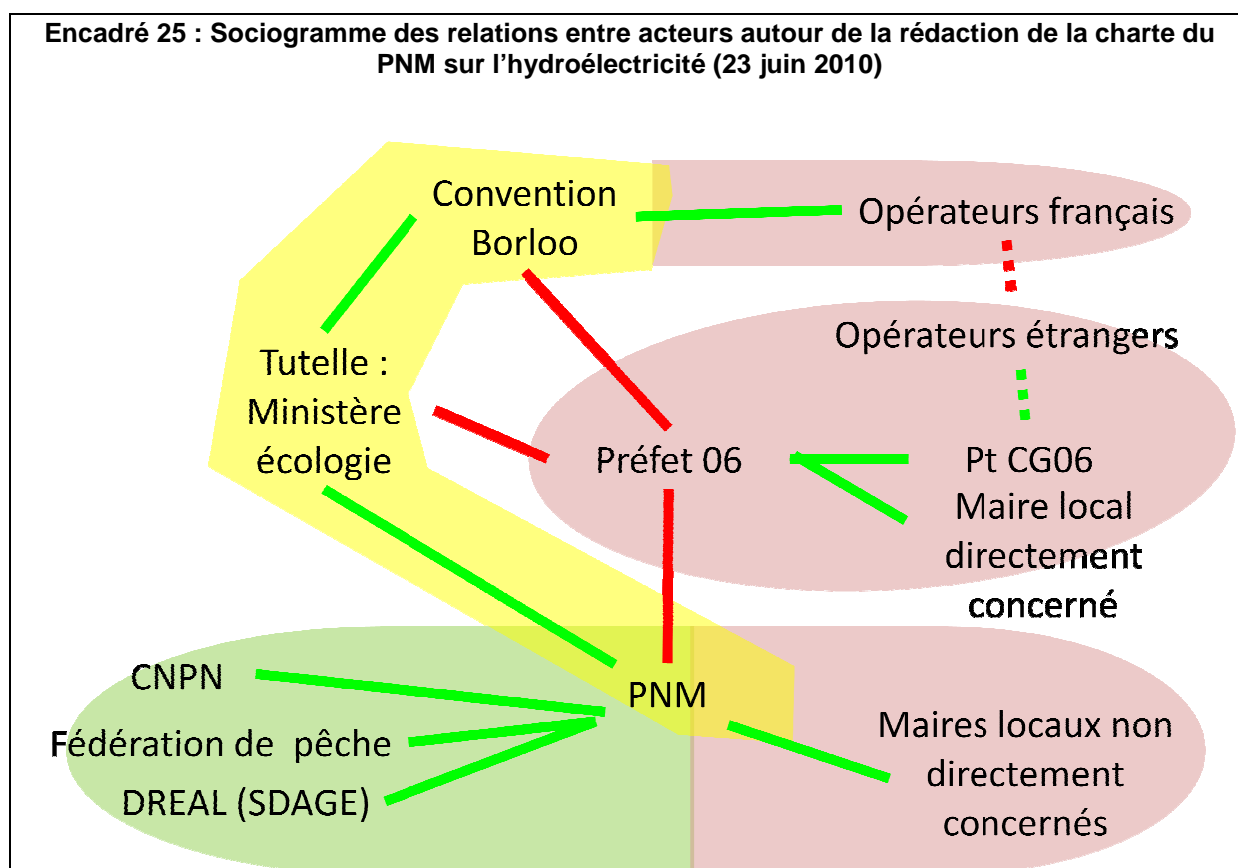 Encadré 25 : Sociogramme des relations entre acteurs autour de la rédaction de la charte du
PNM sur l'hydroélectricité (23 juin 2010)
Convention
Borloo
Opérateurs français
Opérateurs étrangers
Tutelle :
Ministère
écologie
Préfet 06
Pt CG06
Maire local
directement
concerné
CNPN
PNM
Fédération de pêche
DREAL (SDAGE)
Maires locaux non
directement
concernés